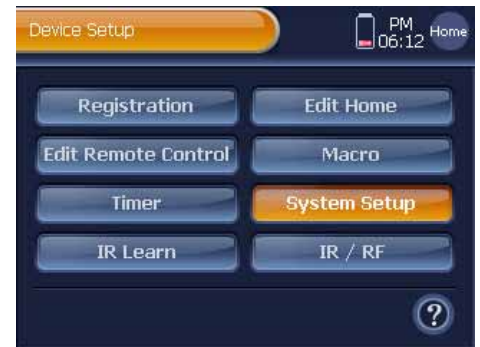 Device Setup
PM
06:12
Home
Registration
Edit Home
Edit Remote Control
Macro
Timer
System Setup
IR Learn
IR / RF
?